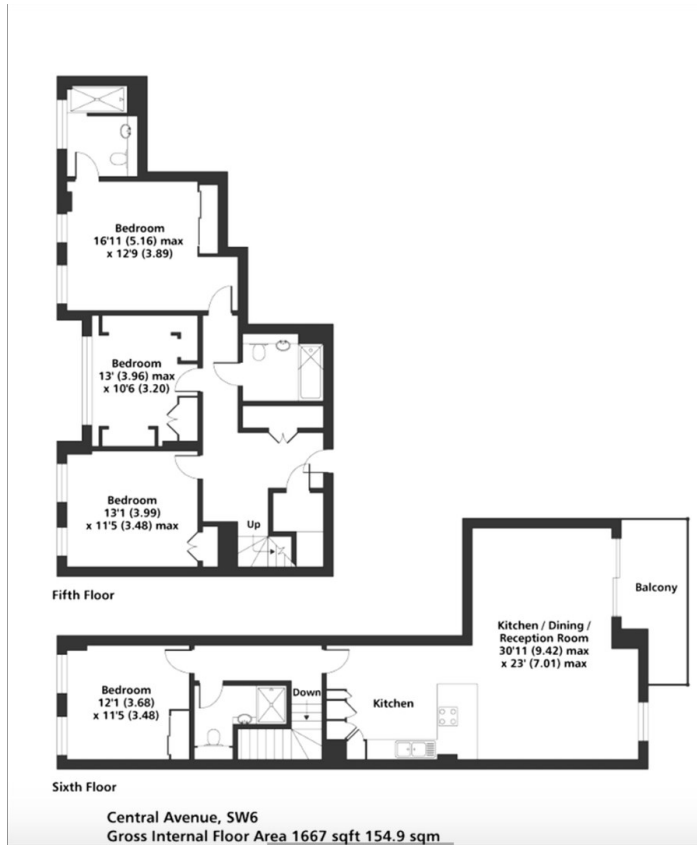 Bedroom
16'11 (5.16) max
x 12'9 (3.89)
Bedroom
13' (3.96) max
x 10'6 (3.20)
Bedroom
13'1 (3.99)
x 11'5 (3.48) max
Up
Fifth Floor
Balcony
Kitchen / Dining /
Reception Room
30'11 (9.42) max
x 23' (7.01) max
Bedroom
12'1 (3.68)
x 11'5 (3.48)
Down
Kitchen
Sixth Floor
Central Avenue, SW6
Gross Internal Floor Area 1667 sqft 154.9 sqm